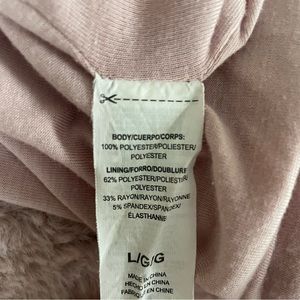 BODY/CUERPO/CORPS:
100% POLYESTER/POLIESTER/
POLYESTER
LINING/FORRO/DOUBLURE
62% POLYESTER/POLIESTER/
POLYESTER
33% RAYON/RAYON/RAYONNE
5% SPANDEX/SPANDEX/
ÉLASTHANNE
L/G/G
MADE IN CHINA
HECHO EN CHINA
FABRIQUÉ EN CHINE